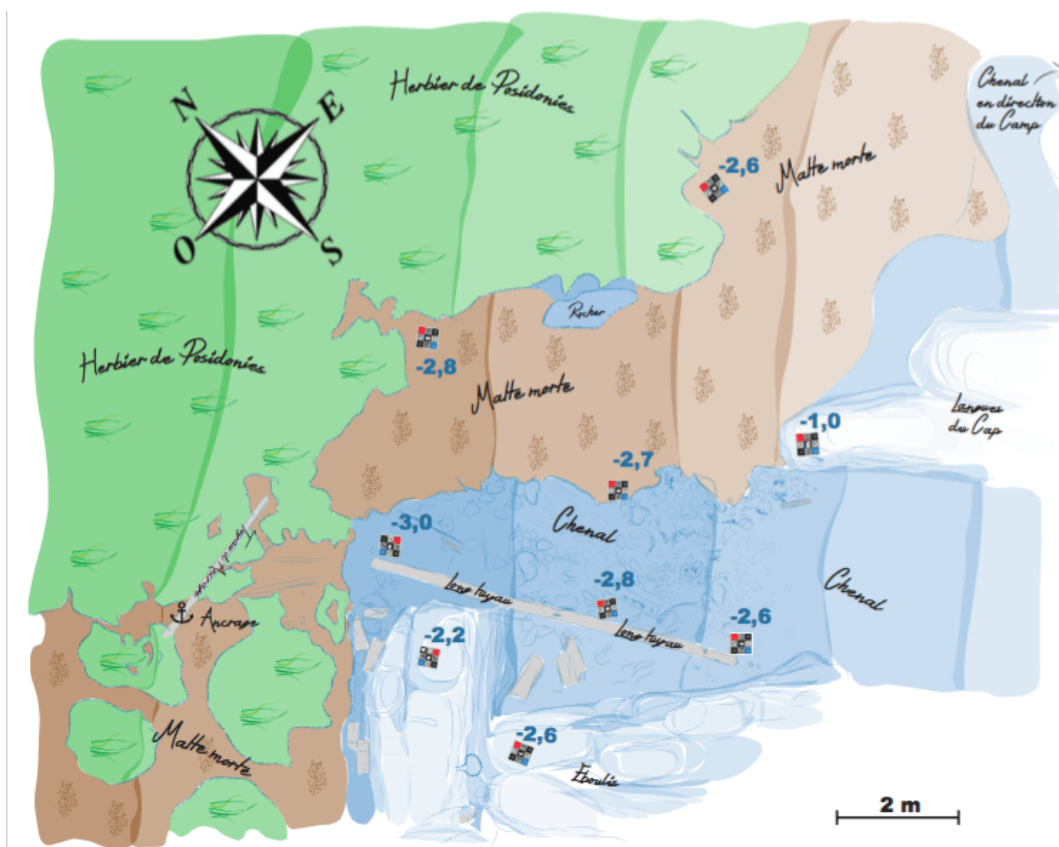 Herbier de Posidonies
Chenal
en direction
du Camp
N
E
-2,6
Matte morte
O
S
Rocher
-2,8
Herbier de Posidonies
Matte morte
-1,0
du Cap
-2,7
-3,0
Chenal
Long tuyau
-2,8
Chenal
Ancrage
-2,6
-2,2
Long tuyau
Matte morte
-2,6
Éboulis
2 m